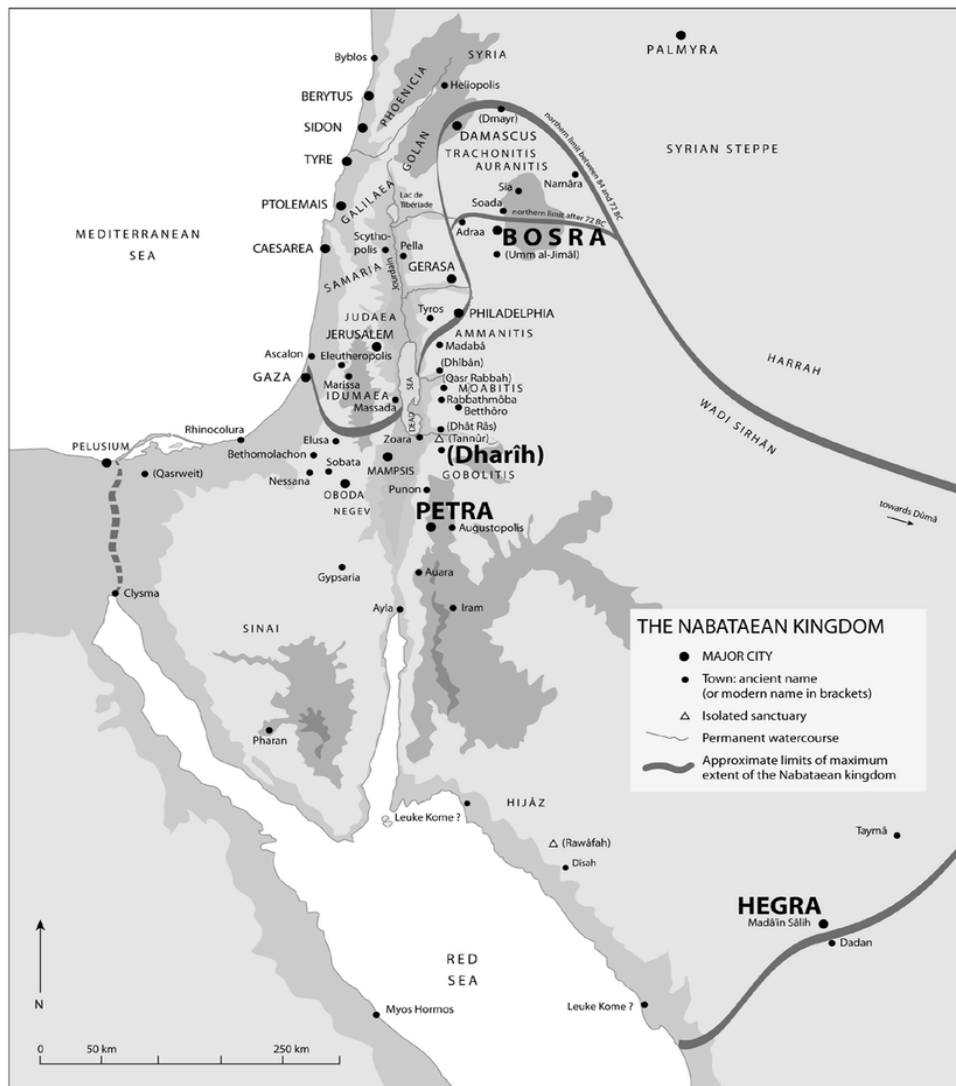 PALMYRA
SYRIA
Byblos
Heliopolis
PHOENICIA
BERYTUS
(Dmayr)
SIDON
DAMASCUS
northern limit between 84 and 72 BC
GOLAN
TRACHONITIS
SYRIAN STEPPE
TYRE
AURANITIS
Namâra
Sia
GALILAEA
Lac de
Tibériade
PTOLEMAIS
Soada
northern limit after 72 BC
Adraa
MEDITERRANEAN
SEA
Scytho-
polis
Pella
BOSRA
CAESAREA
(Umm al-Jimâl)
GERASA
SAMARIA
Jourdain
Tyros
PHILADELPHIA
JUDAEA
JERUSALEM
AMMANITIS
Madabâ
Ascalon
Eleutheropolis
(Dhîbân)
HARRAH
GAZA
Marissa
(Qasr Rabbah)
MOABITIS
IDUMAEA
DEAD SEA
Massada
Rabbathmôba
Betthôro
WADI SIRHÂN
Rhinocolura
(Dhât Râs)
Elusa
Zoara
(Tannûr)
PELUSIUM
Bethomolachon
(Dharîh)
(Qasrweit)
Sobata
MAMPSIS
GOBOLITIS
Nessana
OBODA
Punon
NEGEV
PETRA
Augustopolis
towards Dûmâ
Gypsaria
Auara
Clysma
Ayla
Iram
SINAI
THE NABATAEAN KINGDOM
MAJOR CITY
Town: ancient name
(or modern name in brackets)
Isolated sanctuary
Permanent watercourse
Approximate limits of maximum
extent of the Nabataean kingdom
Pharan
HIJÂZ
Leuke Kome ?
Taymâ
(Rawâfah)
Dîsah
HEGRA
Madâ'in Sâlih
Dadan
RED
SEA
N
Leuke Kome ?
Myos Hormos
0 50 km 250 km